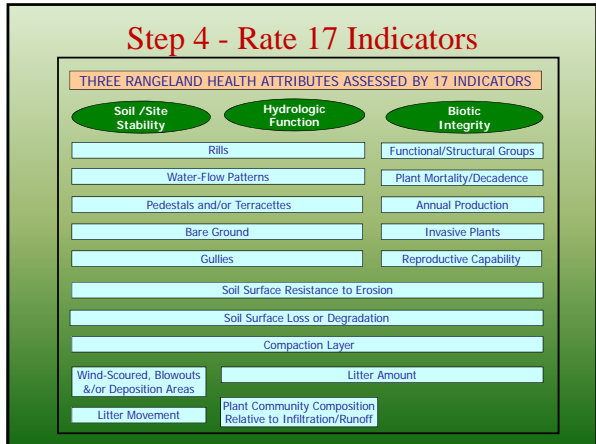 Step 4 - Rate 17 Indicators
THREE RANGELAND HEALTH ATTRIBUTES ASSESSED BY 17 INDICATORS
Soil /Site
Stability
Hydrologic
Function
Biotic
Integrity
Rills
Functional/Structural Groups
Water-Flow Patterns
Plant Mortality/Decadence
Pedestals and/or Terracettes
Annual Production
Bare Ground
Invasive Plants
Gullies
Reproductive Capability
Soil Surface Resistance to Erosion
Soil Surface Loss or Degradation
Compaction Layer
Wind-Scoured, Blowouts
&/or Deposition Areas
Litter Amount
Litter Movement
Plant Community Composition
Relative to Infiltration/Runoff